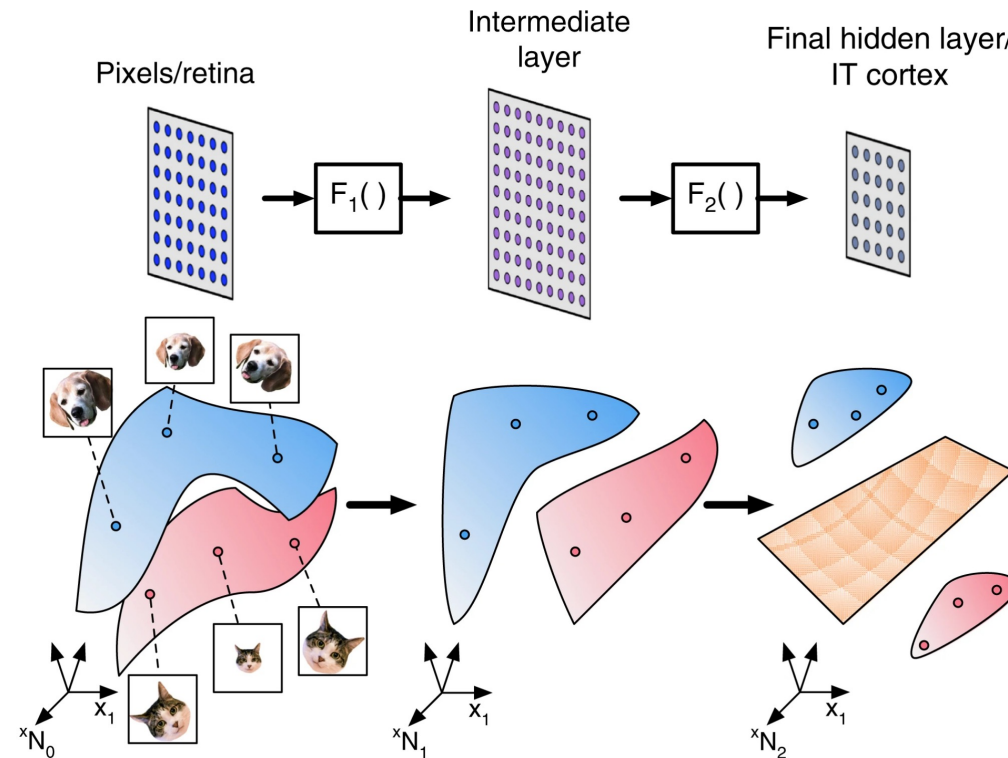 Pixels/retina
Intermediate
layer
Final hidden layer/
IT cortex
F₁( )
F₂( )
x₁
ˣN₀
x₁
ˣN₁
x₁
ˣN₂